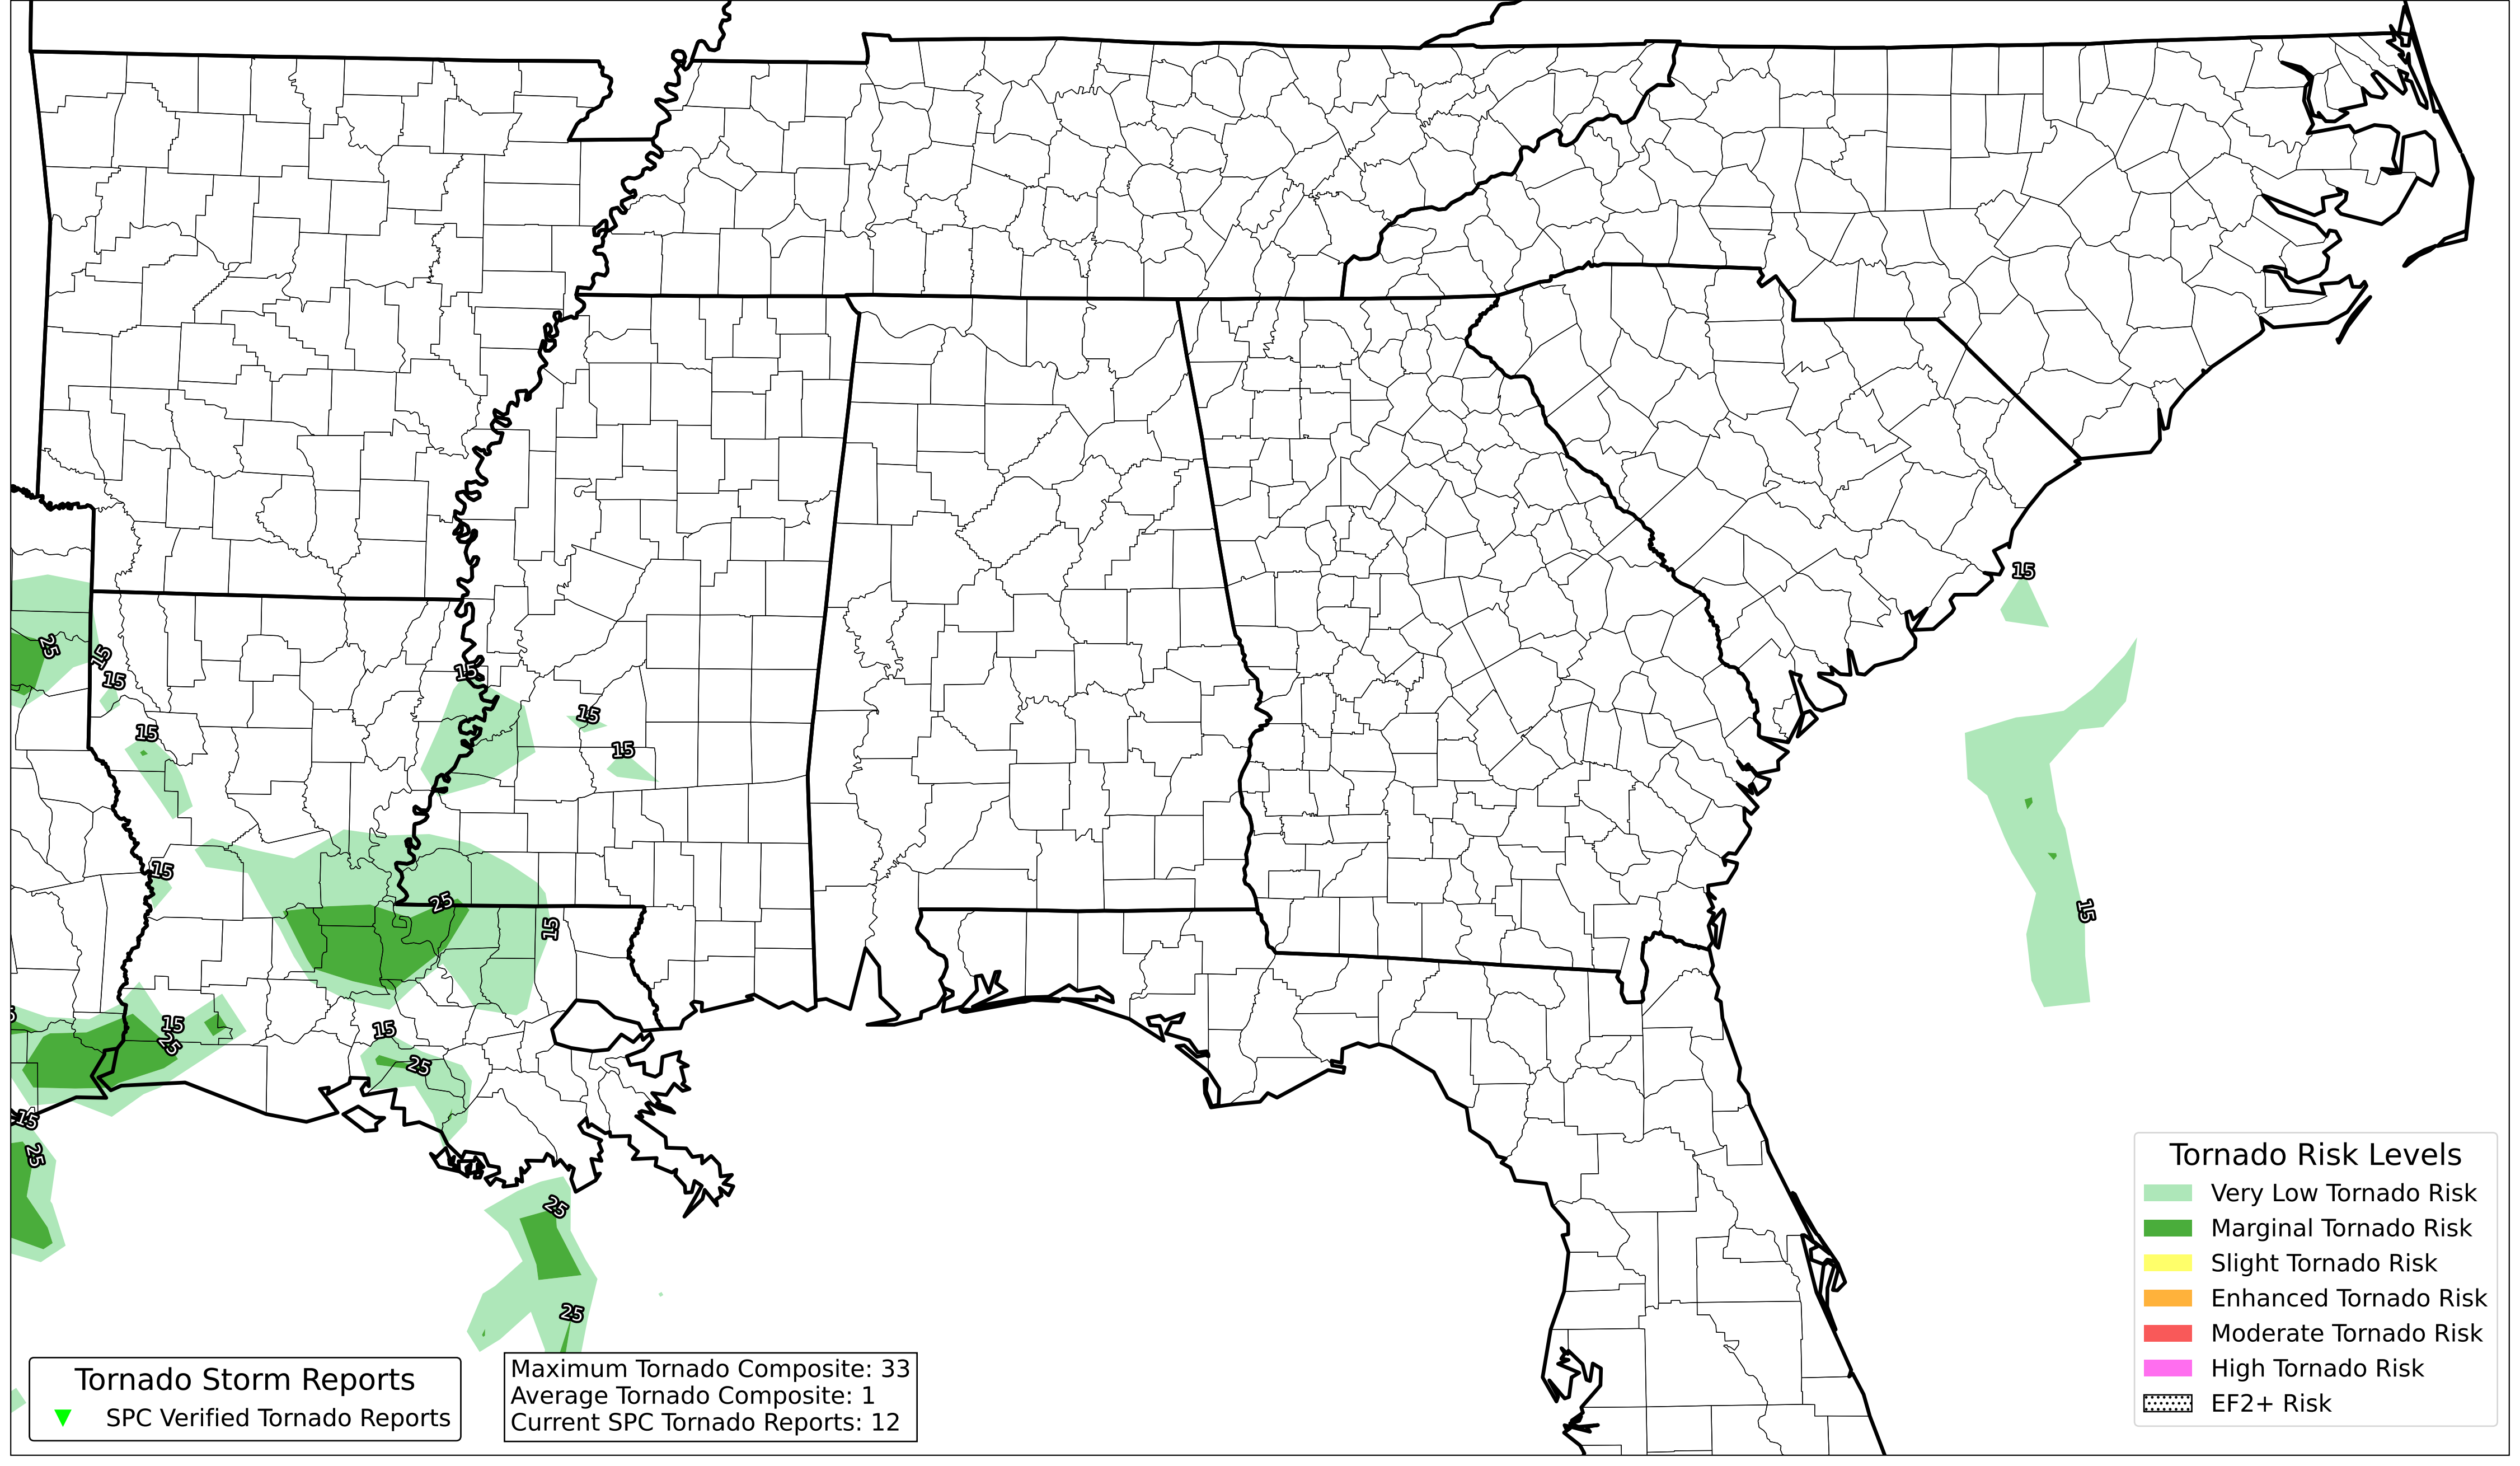 15
25
15
15
15
15
15
15
15
25
15
15
25
15
25
15
25
25
25
15
Tornado Risk Levels
Very Low Tornado Risk
Marginal Tornado Risk
Slight Tornado Risk
Enhanced Tornado Risk
Moderate Tornado Risk
High Tornado Risk
EF2+ Risk
Tornado Storm Reports
SPC Verified Tornado Reports
Maximum Tornado Composite: 33
Average Tornado Composite: 1
Current SPC Tornado Reports: 12